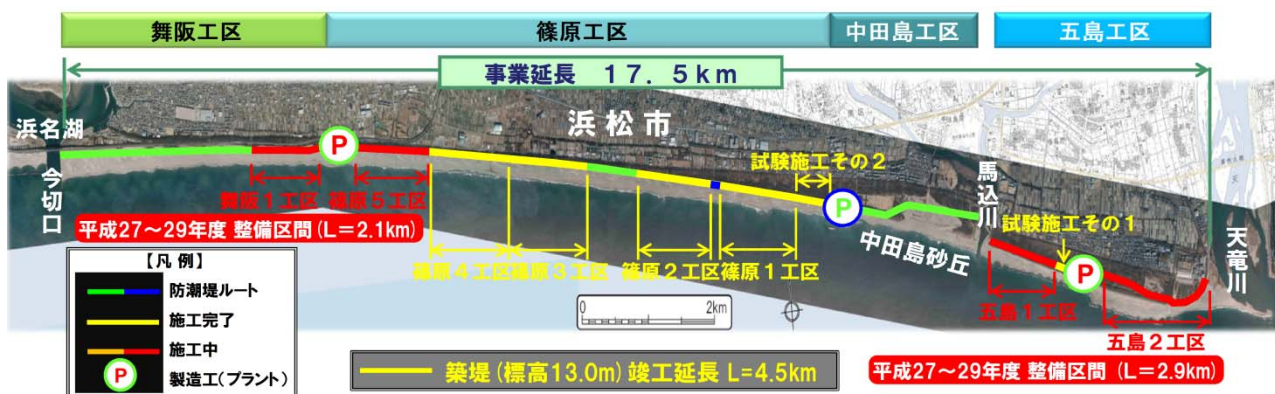 舞阪工区
篠原工区
中田島工区
五島工区
事業延長 17.5km
浜名湖
今切口
浜松市
試験施工その2
馬込川
試験施工その1
天竜川
P
P
P
中田島砂丘
舞阪1工区
篠原5工区
平成27~29年度 整備区間(L=2.1km)
篠原4工区
篠原3工区
篠原2工区
篠原1工区
五島1工区
五島2工区
【凡例】
防潮堤ルート
施工完了
施工中
P 製造工(プラント)
0 2km
築堤(標高13.0m)竣工延長 L=4.5km
平成27~29年度 整備区間 (L=2.9km)